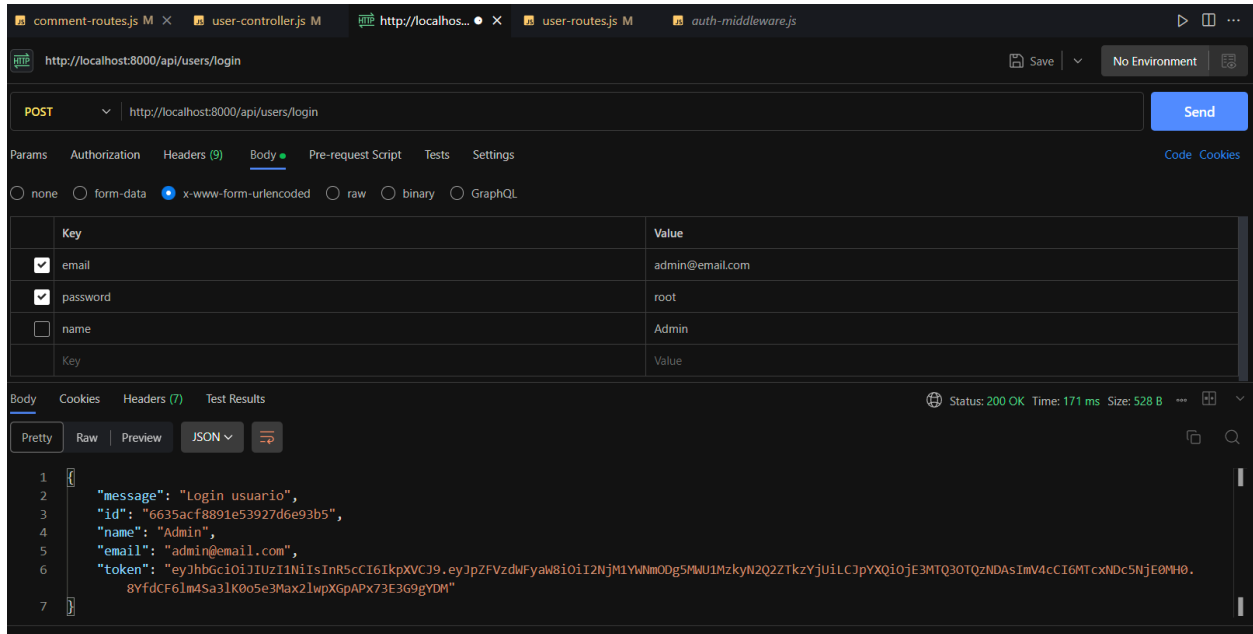 comment-routes.js M
user-controller.js M
http://localhos...
user-routes.js M
auth-middleware.js
http://localhost:8000/api/users/login
Save
No Environment
POST
http://localhost:8000/api/users/login
Send
Params Authorization Headers (9) Body Pre-request Script Tests Settings
Code Cookies
none form-data x-www-form-urlencoded raw binary GraphQL
Key Value
email admin@email.com
password root
name Admin
Key Value
Body Cookies Headers (7) Test Results
Status: 200 OK Time: 171 ms Size: 528 B
Pretty Raw Preview JSON
1 {
2 "message": "Login usuario",
3 "id": "6635acf8891e53927d6e93b5",
4 "name": "Admin",
5 "email": "admin@email.com",
6 "token": "eyJhbGciOiJIUzI1NiIsInR5cCI6IkpXVCJ9.eyJpZFVzdWFyaW8iOiI2NjM1YWNmODg5MWU1MzkyN2Q2ZTkzYjUiLCJpYXQiOjE3MTQ3OTQzNDAsImV4cCI6MTcxNDc5NjE0MH0.
8YfdCF6lm4Sa3lK0o5e3Max2lwpXGpAPx73E3G9gYDM"
7 }